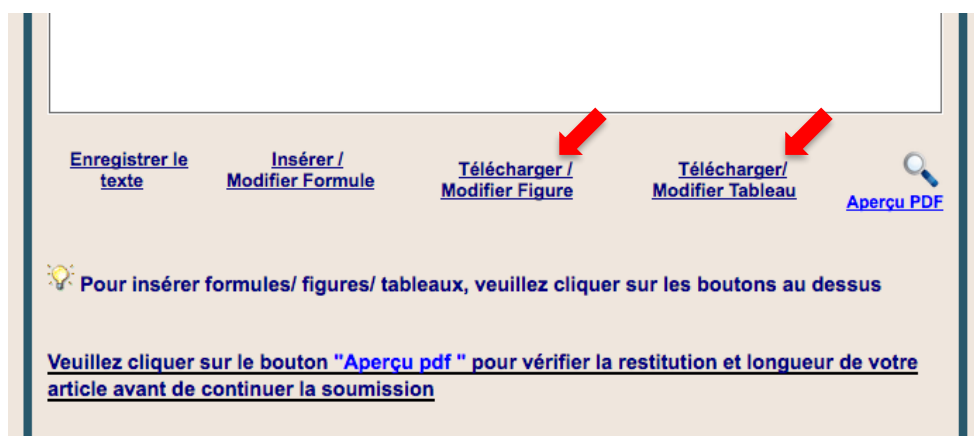 Enregistrer le
texte
Insérer /
Modifier Formule
Télécharger /
Modifier Figure
Télécharger/
Modifier Tableau
Aperçu PDF
Pour insérer formules/ figures/ tableaux, veuillez cliquer sur les boutons au dessus
Veuillez cliquer sur le bouton "Aperçu pdf " pour vérifier la restitution et longueur de votre
article avant de continuer la soumission